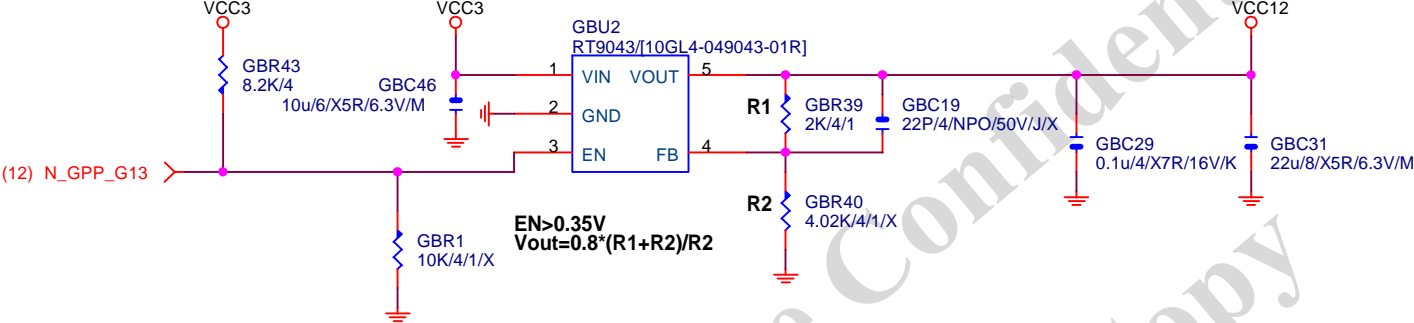 VCC3
VCC3
VCC12
GBR43
8.2K/4
GBC46
10u/6/X5R/6.3V/M
GBU2
RT9043/[10GL4-049043-01R]
1
VIN
VOUT
5
2
GND
3
EN
FB
4
R1
GBR39
2K/4/1
GBC19
22P/4/NPO/50V/J/X
GBC29
0.1u/4/X7R/16V/K
GBC31
22u/8/X5R/6.3V/M
(12) N_GPP_G13
R2
GBR40
4.02K/4/1/X
EN>0.35V
Vout=0.8*(R1+R2)/R2
GBR1
10K/4/1/X